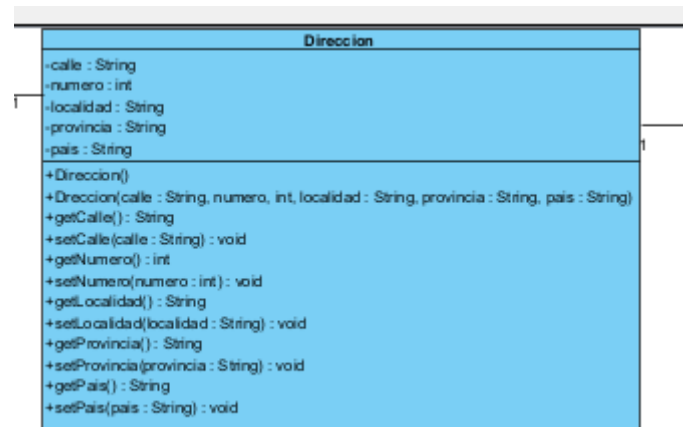 Direccion
-calle : String
-numero : int
1
-localidad : String
-provincia : String
-pais : String
1
+Direccion()
+Dreccion(calle : String, numero, int, localidad : String, provincia : String, pais : String)
+getCalle() : String
+setCalle(calle : String) : void
+getNumero() : int
+setNumero(numero : int) : void
+getLocalidad() : String
+setLocalidad(localidad : String) : void
+getProvincia() : String
+setProvincia(provincia : String) : void
+getPais() : String
+setPais(pais : String) : void